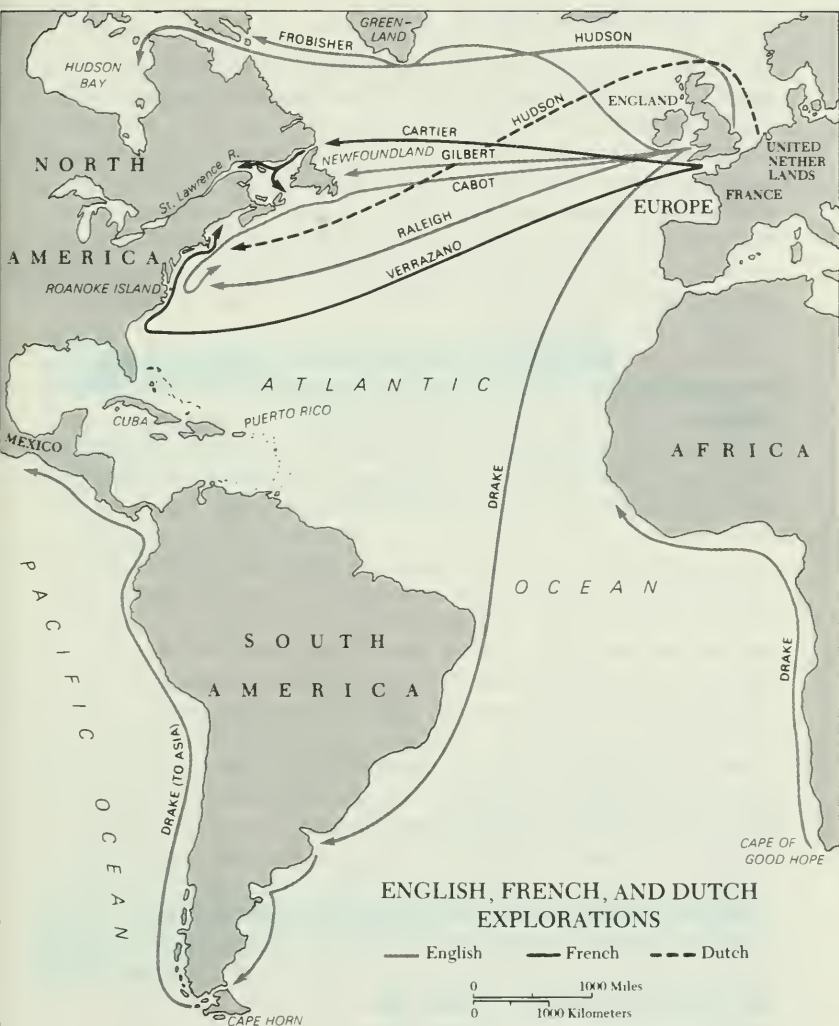 GREEN-
LAND
FROBISHER
HUDSON
HUDSON
BAY
HUDSON
ENGLAND
CARTIER
UNITED
NETHER
LANDS
NORTH
NEWFOUNDLAND
GILBERT
St. Lawrence R.
CABOT
FRANCE
EUROPE
RALEIGH
AMERICA
VERRAZANO
ROANOKE ISLAND
ATLANTIC
CUBA
PUERTO RICO
MEXICO
AFRICA
DRAKE
OCEAN
PACIFIC OCEAN
SOUTH
AMERICA
DRAKE
DRAKE (TO ASIA)
CAPE OF
GOOD HOPE
ENGLISH, FRENCH, AND DUTCH
EXPLORATIONS
English French Dutch
0 1000 Miles
0 1000 Kilometers
CAPE HORN